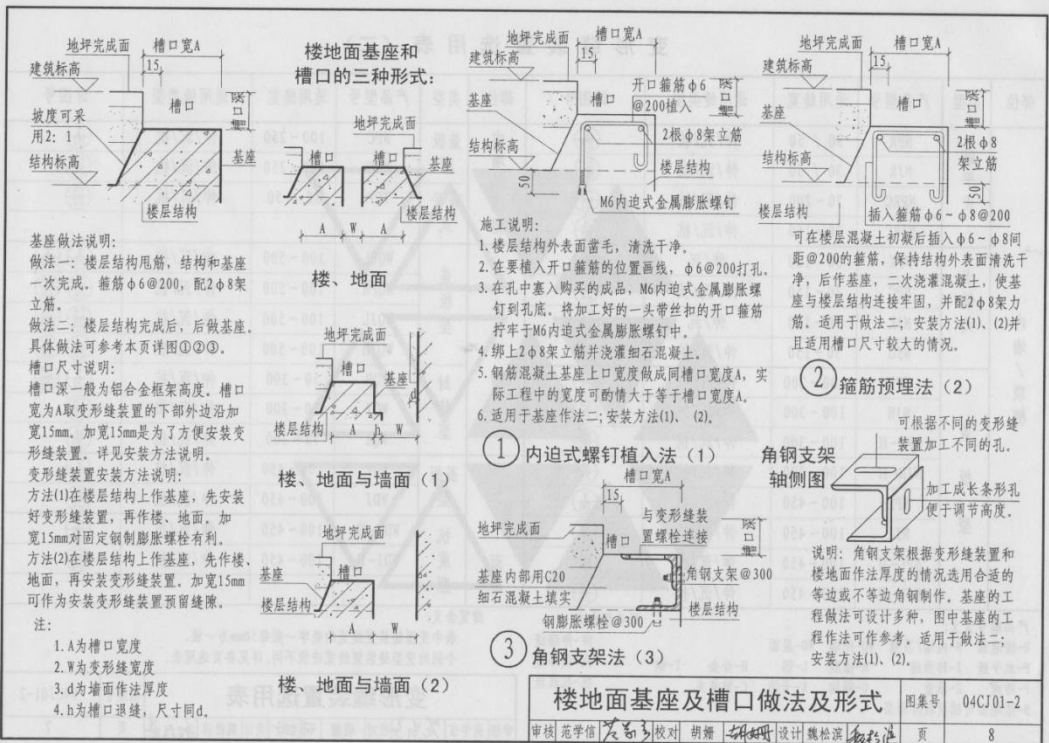 地坪完成面
槽口宽A
15
建筑标高
槽口
槽口深
坡度可采
用2：1
基座
结构标高
楼层结构
楼地面基座和
槽口的三种形式：
地坪完成面
槽口
槽口
基座
楼层结构
A
W
A
楼、地面
基座做法说明：
做法一：楼层结构甩筋，结构和基座
一次完成。箍筋φ6@200，配2φ8架
立筋。
做法二：楼层结构完成后，后做基座。
具体做法可参考本页详图①②③。
槽口尺寸说明：
槽口深一般为铝合金框架高度。槽口
宽为A取变形缝装置的下部外边沿加
宽15mm。加宽15mm是为了方便安装变
形缝装置。详见安装方法说明。
变形缝装置安装方法说明：
方法(1)在楼层结构上作基座，先安装
好变形缝装置，再作楼、地面。加
宽15mm对固定钢制膨胀螺栓有利。
方法(2)在楼层结构上作基座，先作楼、
地面，再安装变形缝装置。加宽15mm
可作为安装变形缝装置预留缝隙。
注：
1.A为槽口宽度
2.W为变形缝宽度
3.d为墙面作法厚度
4.h为槽口退缝，尺寸同d。
地坪完成面
槽口
基座
d
楼层结构
A
h
W
楼、地面与墙面（1）
地坪完成面
基座
槽口
楼层结构
A
W
楼、地面与墙面（2）
地坪完成面
槽口宽A
建筑标高
15
开口箍筋φ6
@200植入
槽口
槽口深
基座
2根φ8架立筋
结构标高
楼层结构
50
M6内迫式金属膨胀螺钉
施工说明：
1.楼层结构外表面凿毛，清洗干净。
2.在要植入开口箍筋的位置画线，φ6@200打孔。
3.在孔中塞入购买的成品，M6内迫式金属膨胀螺
钉到孔底。将加工好的一头带丝扣的开口箍筋
拧牢于M6内迫式金属膨胀螺钉中。
4.绑上2φ8架立筋并浇灌细石混凝土。
5.钢筋混凝土基座上口宽度做成同槽口宽度A，实
际工程中的宽度可酌情大于等于槽口宽度A。
6.适用于基座作法二；安装方法(1)、(2)。
① 内迫式螺钉植入法（1）
槽口宽A
15
地坪完成面
与变形缝装
置螺栓连接
槽口
槽口深
基座内部用C20
细石混凝土填实
角钢支架@300
楼层结构
钢膨胀螺栓@300
③ 角钢支架法（3）
地坪完成面
槽口宽A
建筑标高
15
槽口
槽口深
基座
2根φ8
架立筋
结构标高
50
楼层结构
插入箍筋φ6~φ8@200
可在楼层混凝土初凝后插入φ6~φ8间
距@200的箍筋，保持结构外表面清洗干
净，后作基座，二次浇灌混凝土，使基
座与楼层结构连接牢固，并配2φ8架力
筋。适用于做法二；安装方法(1)、(2)并
且适用槽口尺寸较大的情况。
② 箍筋预埋法（2）
可根据不同的变形缝
装置加工不同的孔。
角钢支架
轴侧图
加工成长条形孔
便于调节高度。
说明：角钢支架根据变形缝装置和
楼地面作法厚度的情况选用合适的
等边或不等边角钢制作。基座的工
程做法可设计多种，图中基座的工
程作法可作参考。适用于做法二；
安装方法(1)、(2)。
楼地面基座及槽口做法及形式
图集号
04CJ01-2
审核 范学信 校对 胡姗 胡姗 设计 魏松滨
页
8